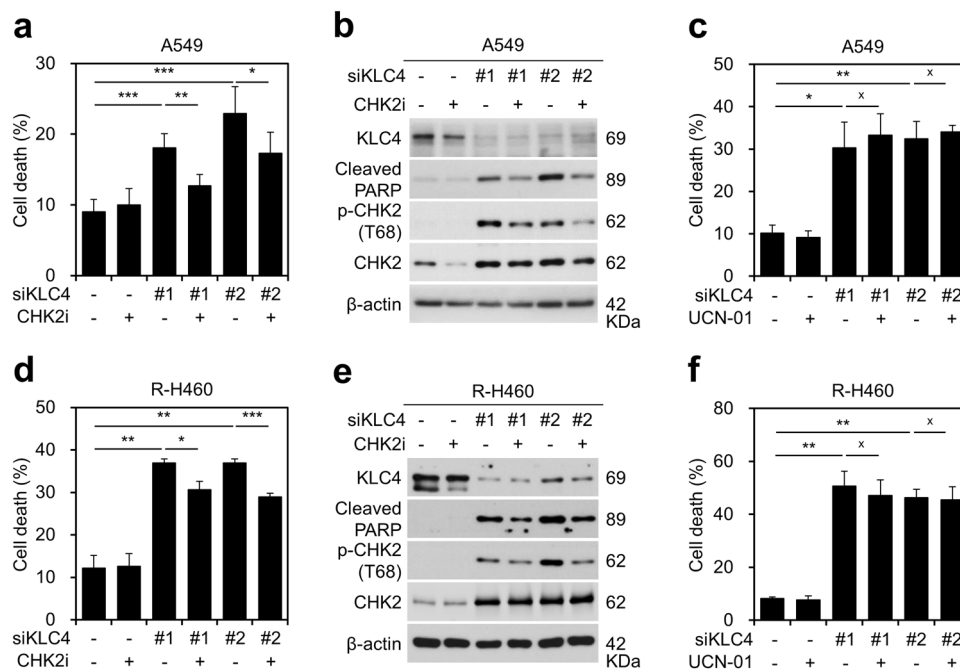 a
A549
Cell death (%)
30
20
10
0
***
*
***
**
siKLC4 - - #1 #1 #2 #2
CHK2i - + - + - +
b
A549
siKLC4 - - #1 #1 #2 #2
CHK2i - + - + - +
KLC4 69
Cleaved
PARP 89
p-CHK2
(T68) 62
CHK2 62
β-actin 42
KDa
c
A549
Cell death (%)
60
50
40
30
20
10
0
**
x
*
x
siKLC4 - - #1 #1 #2 #2
UCN-01 - + - + - +
d
R-H460
Cell death (%)
50
40
30
20
10
0
**
***
**
*
siKLC4 - - #1 #1 #2 #2
CHK2i - + - + - +
e
R-H460
siKLC4 - - #1 #1 #2 #2
CHK2i - + - + - +
KLC4 69
Cleaved
PARP 89
p-CHK2
(T68) 62
CHK2 62
β-actin 42
KDa
f
R-H460
Cell death (%)
80
60
40
20
0
**
x
**
x
siKLC4 - - #1 #1 #2 #2
UCN-01 - + - + - +